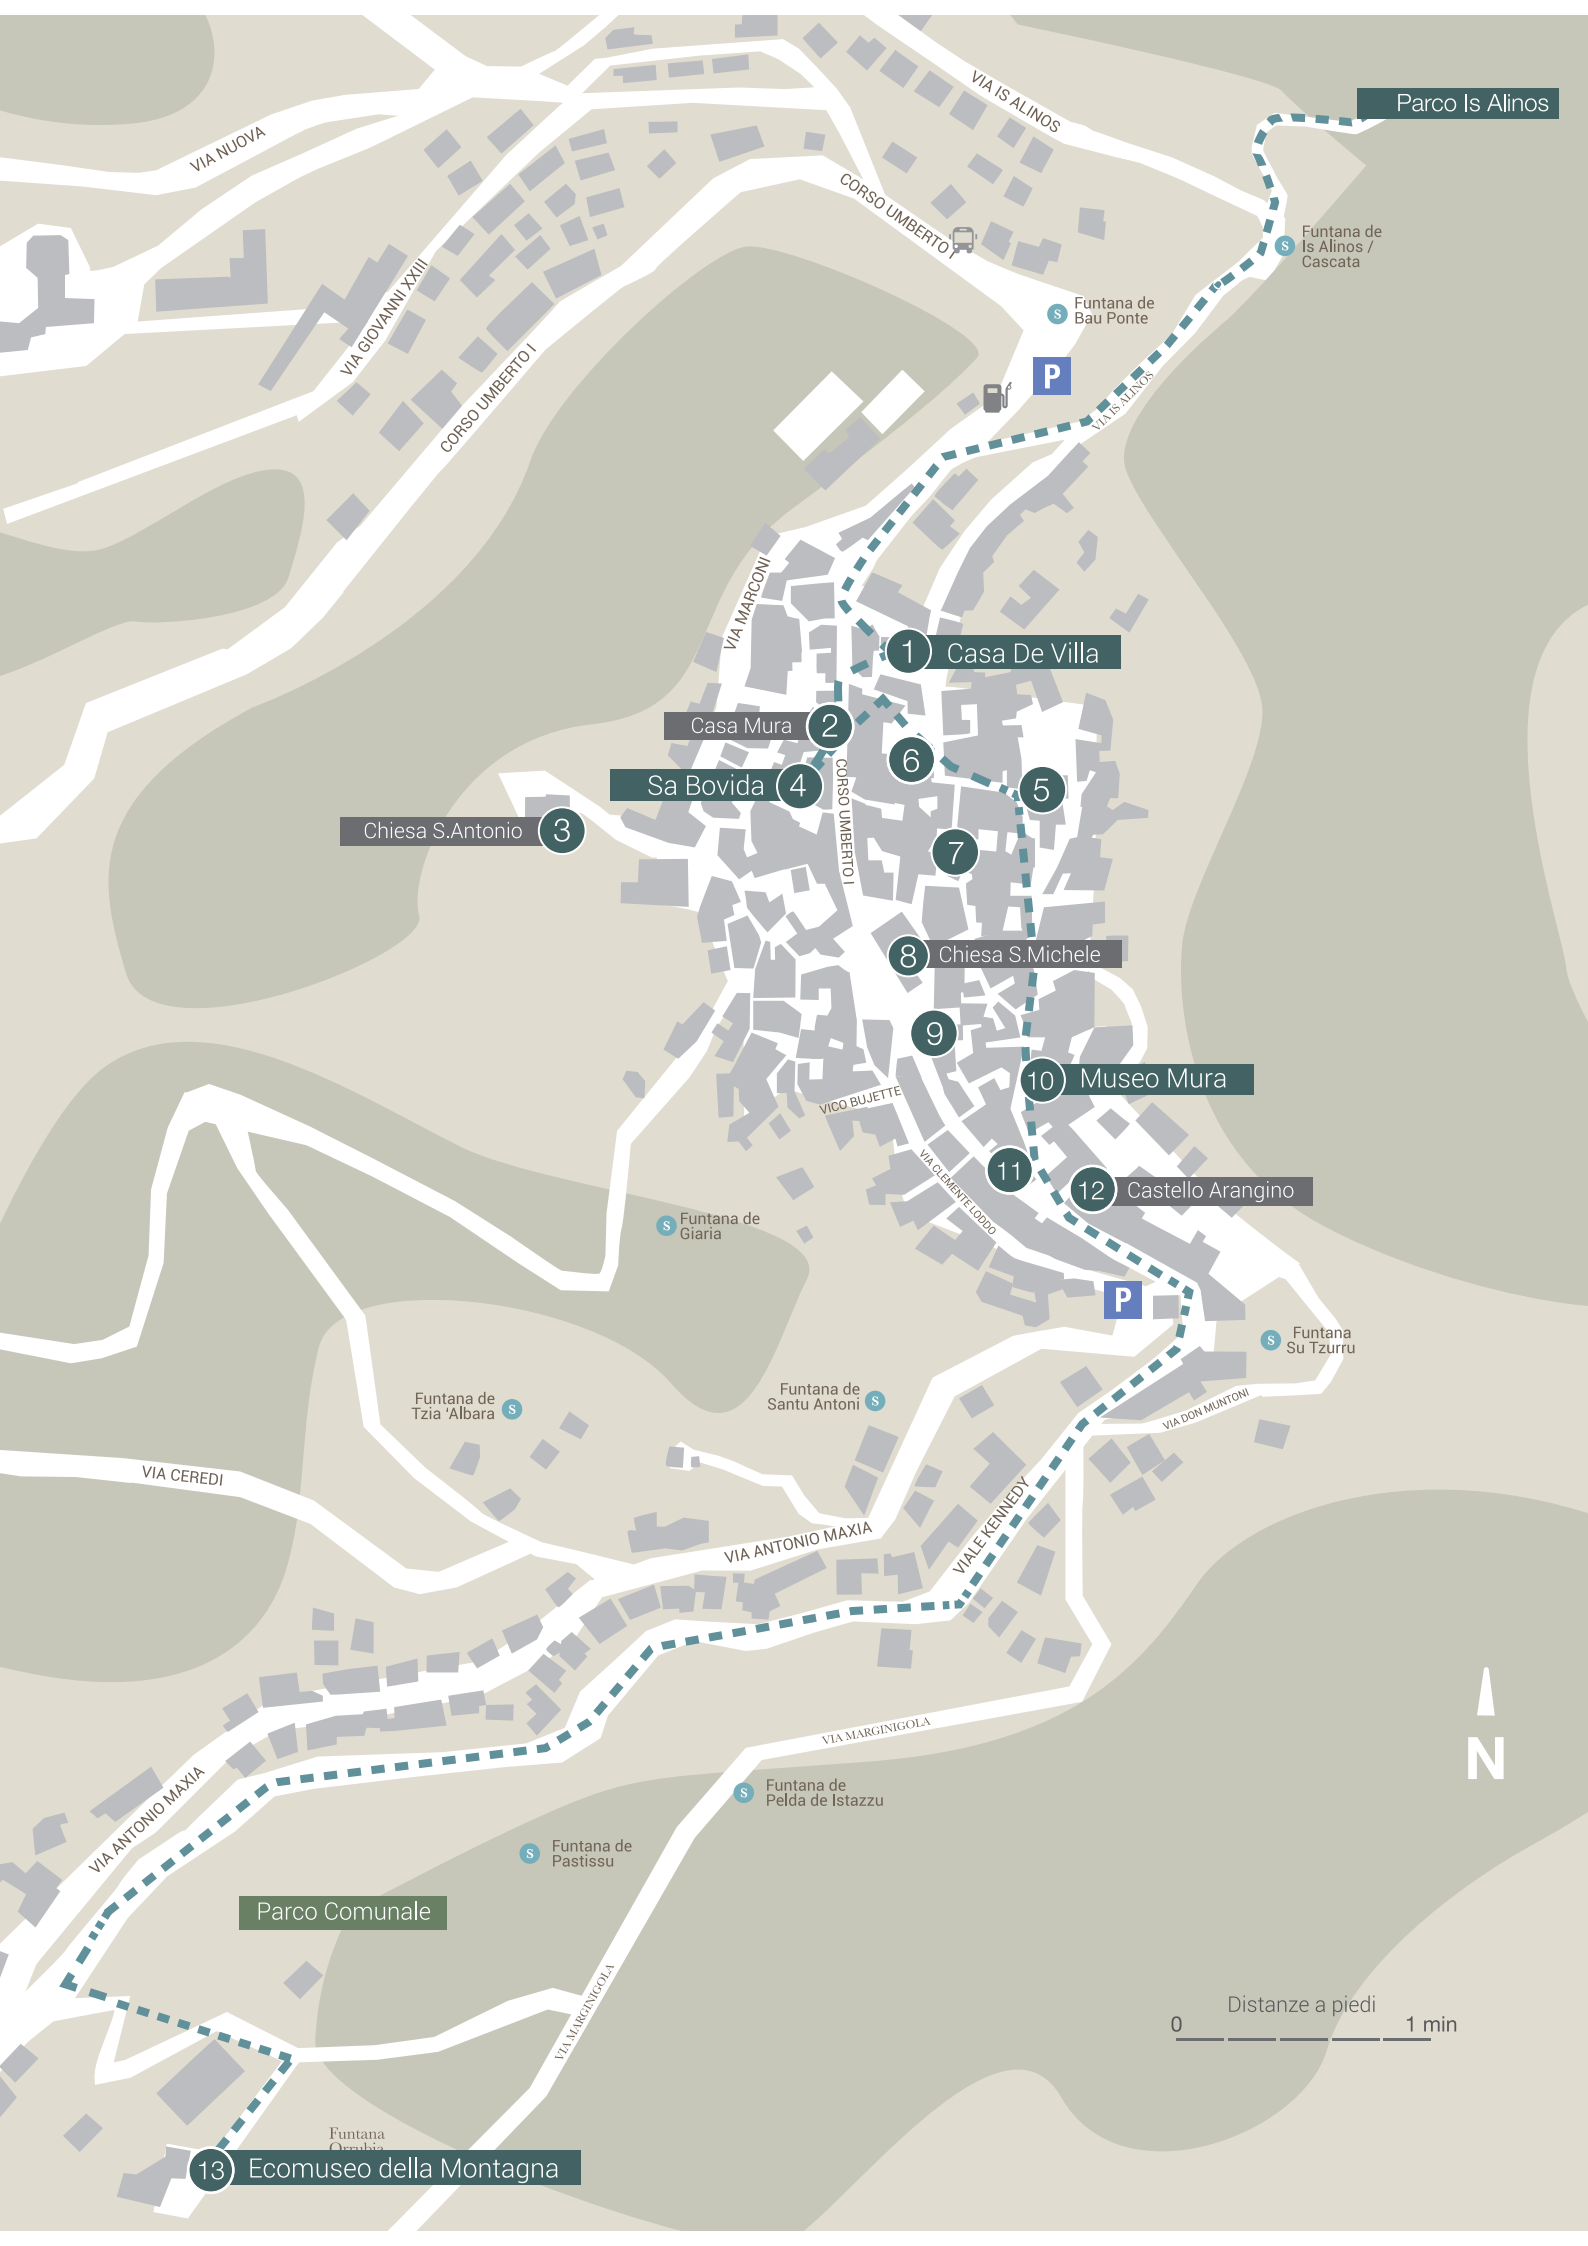 Parco Is Alinos
VIA IS ALINOS
VIA NUOVA
CORSO UMBERTO I
Funtana de
Is Alinos /
Cascata
VIA GIOVANNI XXIII
Funtana de
Bau Ponte
S
S
P
CORSO UMBERTO I
VIA IS ALINOS
VIA MARCONI
1 Casa De Villa
Casa Mura 2
6
Sa Bovida 4
5
CORSO UMBERTO I
Chiesa S.Antonio 3
7
8 Chiesa S.Michele
9
10 Museo Mura
VICO BUJETTE
11
VIA CLEMENTE LODDO
12 Castello Arangino
S Funtana de
Giaria
P
S Funtana
Su Tzurru
Funtana de
Tzia ‘Albara S
Funtana de
Santu Antoni S
VIA DON MUNTONI
VIA CEREDI
VIALE KENNEDY
VIA ANTONIO MAXIA
VIA MARGINIGOLA
N
S Funtana de
Pelda de Istazzu
VIA ANTONIO MAXIA
S Funtana de
Pastissu
Parco Comunale
VIA MARGINIGOLA
Distanze a piedi
0 1 min
Funtana
Orrubia
13 Ecomuseo della Montagna